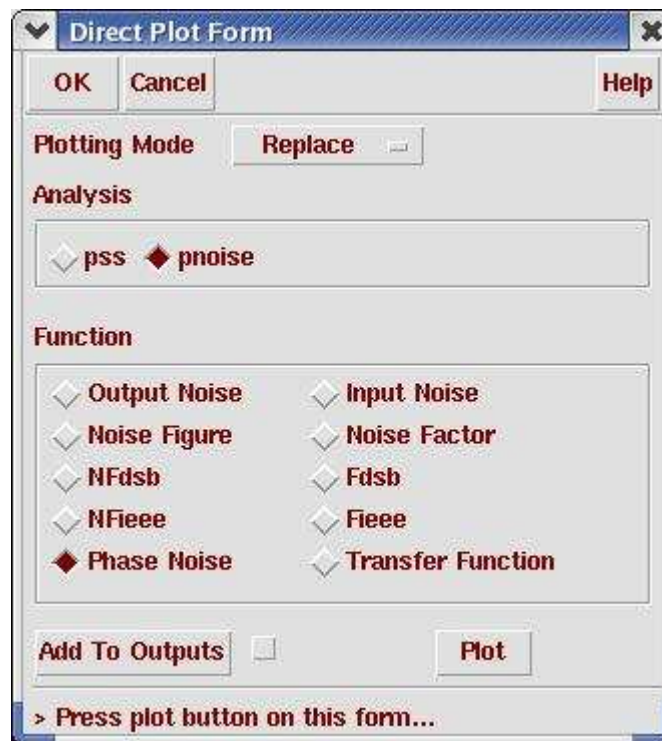 Direct Plot Form
OK Cancel Help
Plotting Mode Replace
Analysis
pss pnoise
Function
Output Noise Input Noise
Noise Figure Noise Factor
NFdsb Fdsb
NFieee Fieee
Phase Noise Transfer Function
Add To Outputs Plot
> Press plot button on this form...